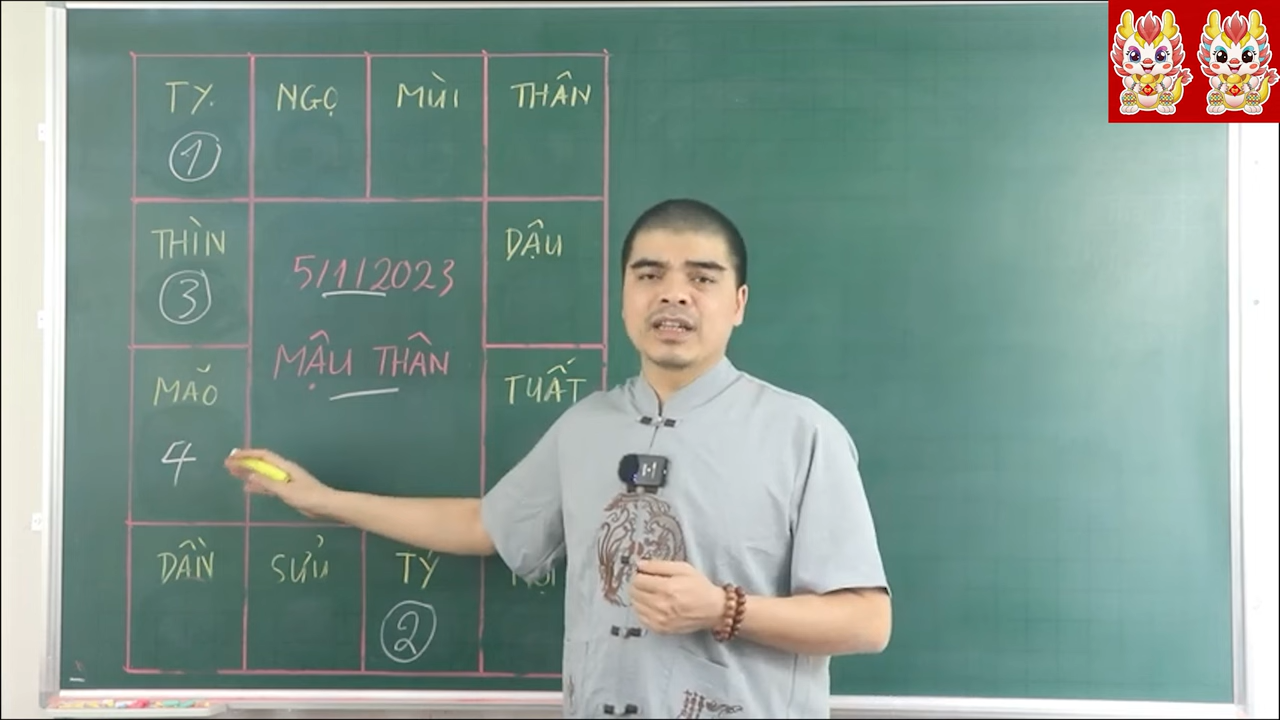 TỴ.
NGỌ
MÙI
THÂN
1
THÌN
DẬU
3
5/1/2023
MẬU THÂN
MÃO
TUẤT
4
DẦN
SỬU
TÝ
2